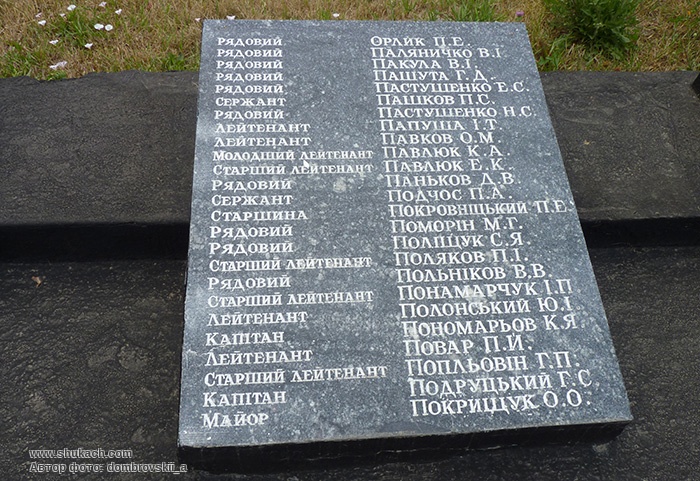 Рядовий Орлик П.Е.
Рядовий Паляничко В.І.
Рядовий Пакула В.І.
Рядовий Пашута Г.Д.
Рядовий Пастушенко Е.С.
Сержант Пашков П.С.
Рядовий Пастушенко Н.С.
Лейтенант Папуша І.Т.
Лейтенант Павков О.М.
Молодший лейтенант Павлюк К.А.
Старший лейтенант Павлюк Е.К.
Рядовий Паньков Д.В.
Сержант Подчос П.А.
Старшина Покровніцький П.Е.
Рядовий Поморін М.Г.
Рядовий Поліщук С.Я.
Старший лейтенант Поляков П.І.
Рядовий Польніков В.В.
Старший лейтенант Понамарчук І.П.
Лейтенант Полонський Ю.І.
Капітан Пономарьов К.Я.
Лейтенант Повар П.Й.
Старший лейтенант Попльовін Г.П.
Капітан Подруцький Г.С.
Майор Покрищук О.О.
www.shukach.com
Автор фото: dombrovskii_a